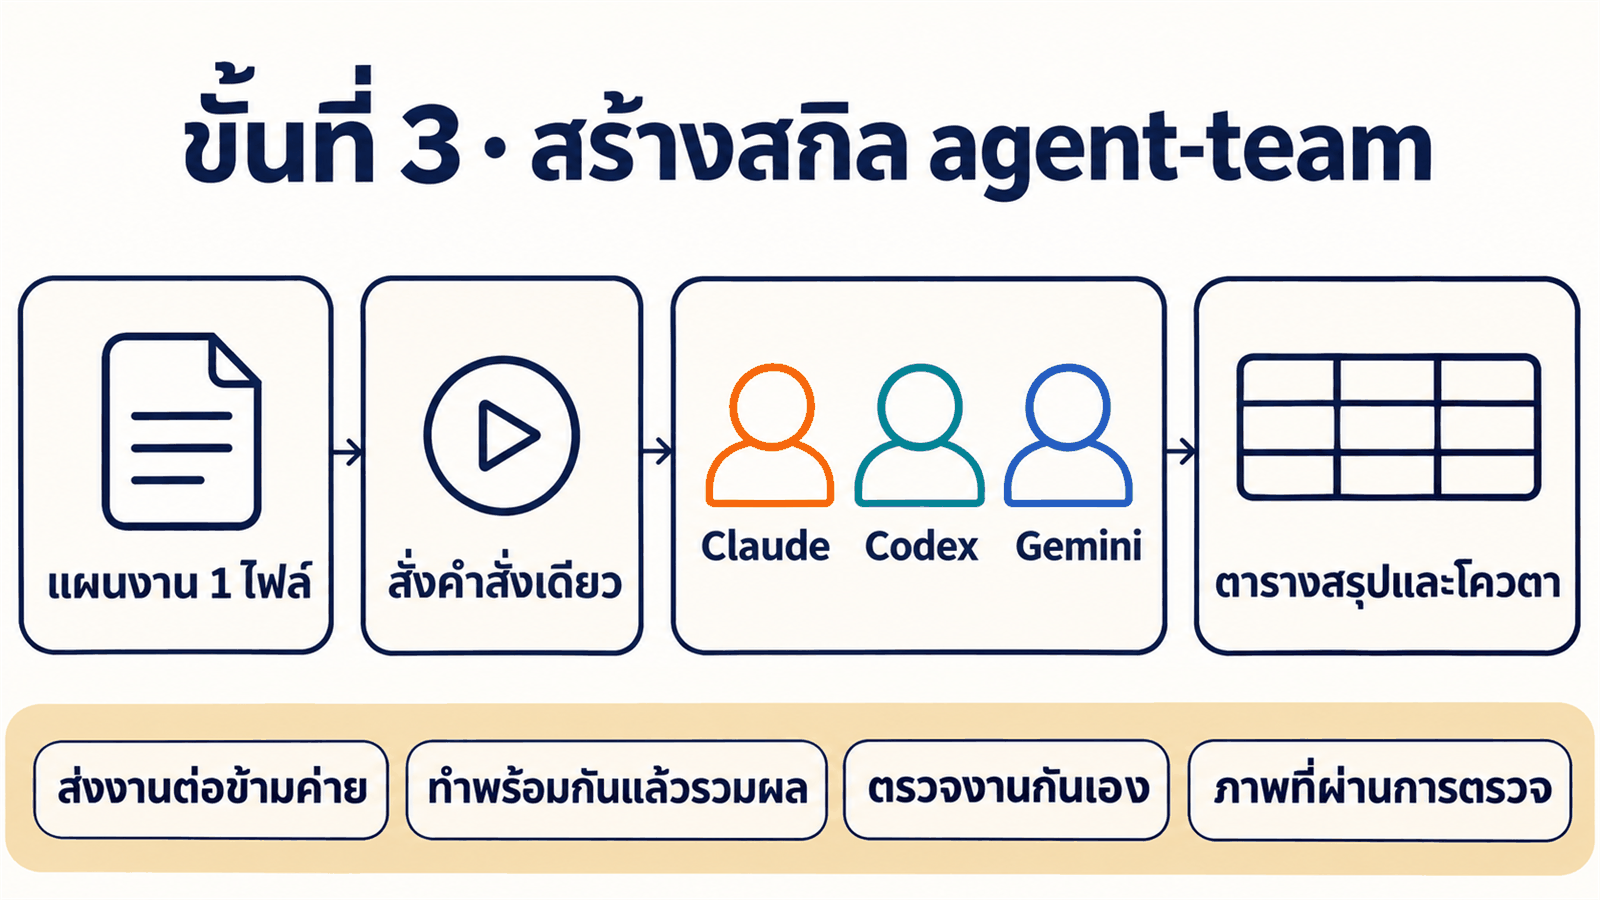 ขั้นที่ 3 · สร้างสกิล agent-team
แผนงาน 1 ไฟล์
สั่งคำสั่งเดียว
Claude
Codex
Gemini
ตารางสรุปและโควตา
ส่งงานต่อข้ามค่าย
ทำพร้อมกันแล้วรวมผล
ตรวจงานกันเอง
ภาพที่ผ่านการตรวจ